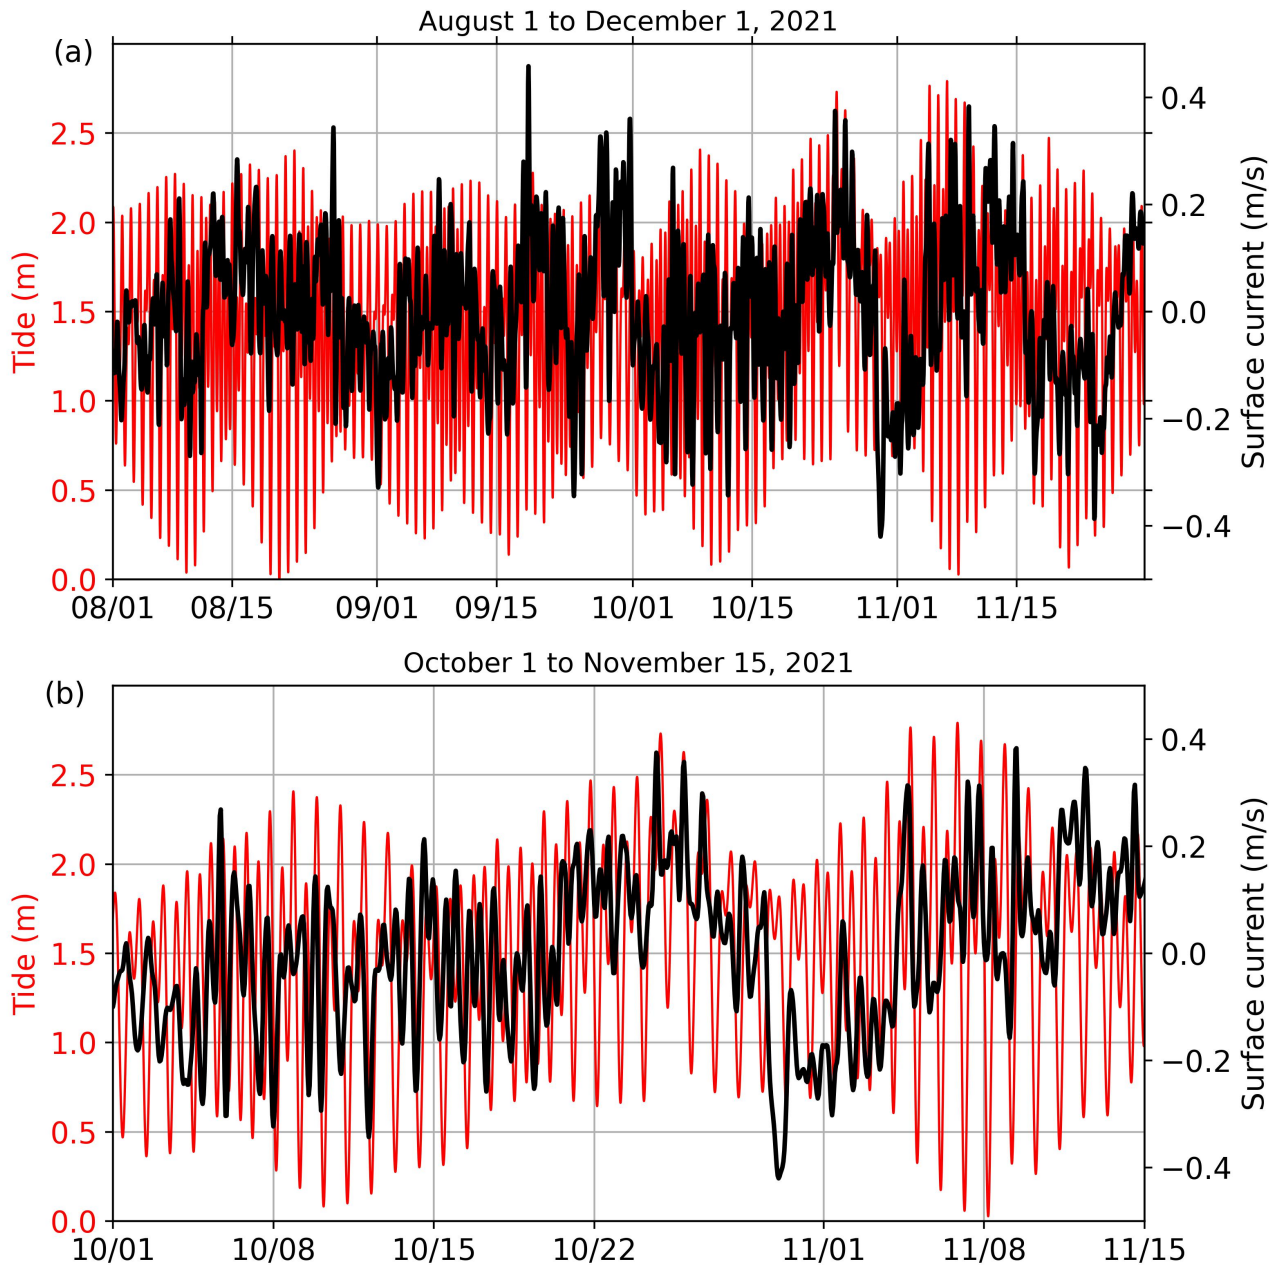 August 1 to December 1, 2021
(a)
Tide (m)
2.5
2.0
1.5
1.0
0.5
0.0
0.4
0.2
0.0
−0.2
−0.4
Surface current (m/s)
08/01 08/15 09/01 09/15 10/01 10/15 11/01 11/15
October 1 to November 15, 2021
(b)
Tide (m)
2.5
2.0
1.5
1.0
0.5
0.0
0.4
0.2
0.0
−0.2
−0.4
Surface current (m/s)
10/01 10/08 10/15 10/22 11/01 11/08 11/15